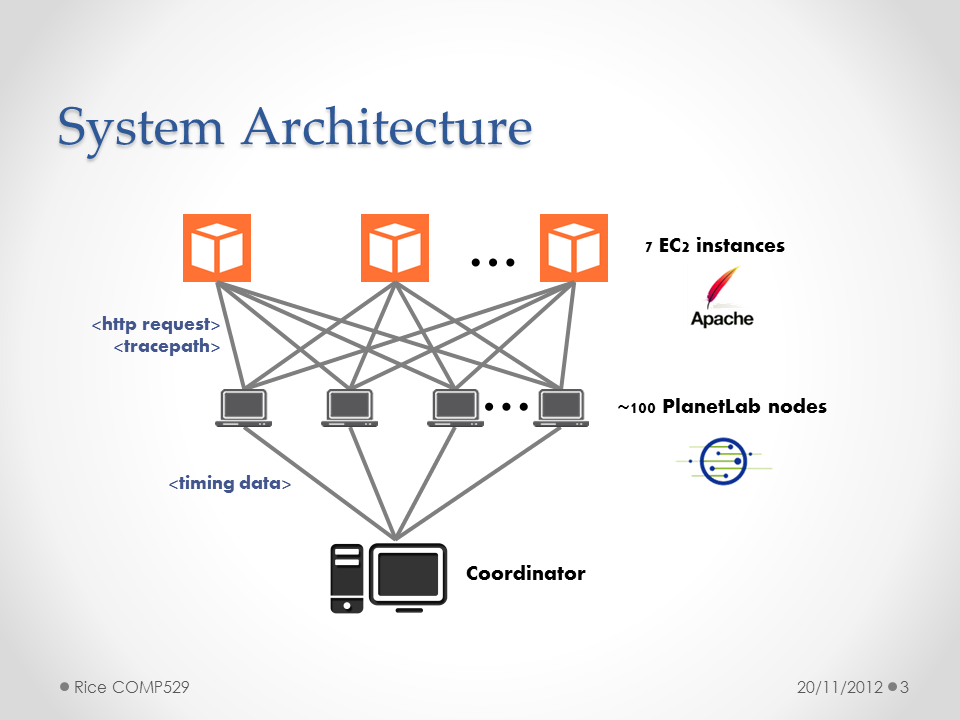 System Architecture
...
7 EC2 instances
Apache
<http request>
<tracepath>
...
~100 PlanetLab nodes
<timing data>
Coordinator
Rice COMP529
20/11/2012 3